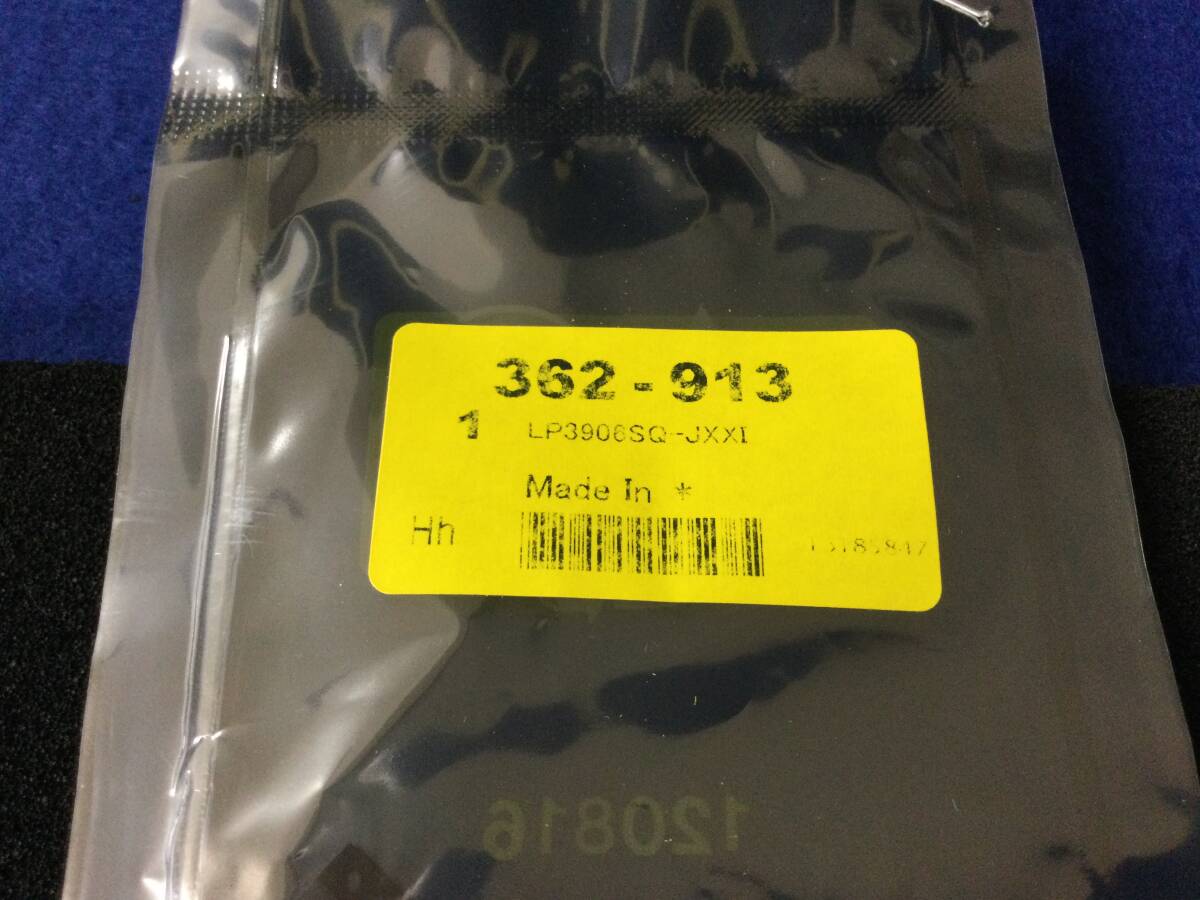 362-913
1 LP3906SQ-JXXI
Made In *
Hh
120816